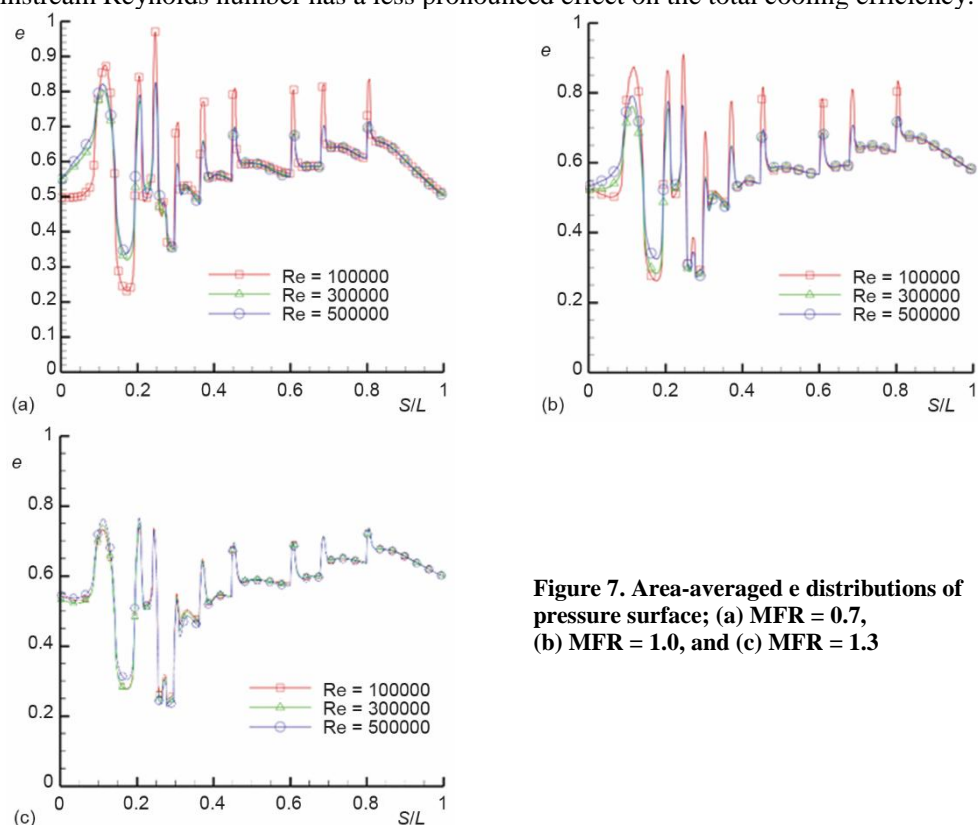 instream Reynolds number has a less pronounced effect on the total cooling efficiency.
e
1
0.9
0.8
0.7
0.6
0.5
0.4
0.3
0.2
0.1
0
Re = 100000
Re = 300000
Re = 500000
0 0.2 0.4 0.6 0.8 1
(a) S/L
e
1
0.8
0.6
0.4
0.2
0
Re = 100000
Re = 300000
Re = 500000
0 0.2 0.4 0.6 0.8 1
(b) S/L
e
1
0.8
0.6
0.4
0.2
0
Re = 100000
Re = 300000
Re = 500000
0 0.2 0.4 0.6 0.8 1
(c) S/L
Figure 7. Area-averaged e distributions of
pressure surface; (a) MFR = 0.7,
(b) MFR = 1.0, and (c) MFR = 1.3